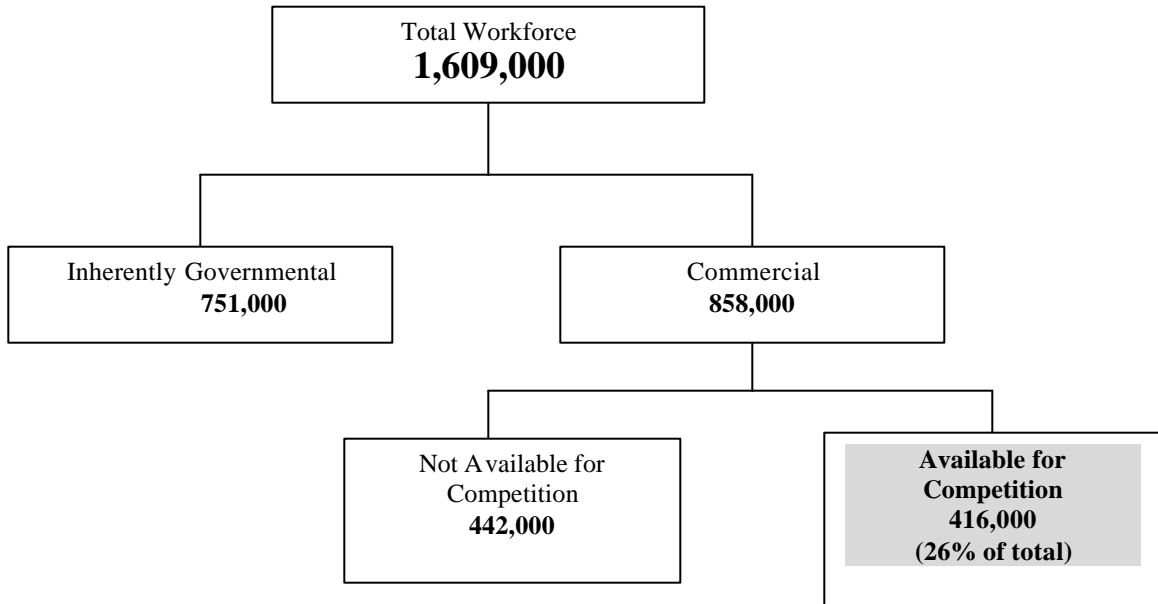 Total Workforce
1,609,000
Inherently Governmental
751,000
Commercial
858,000
Not Available for
Competition
442,000
Available for
Competition
416,000
(26% of total)